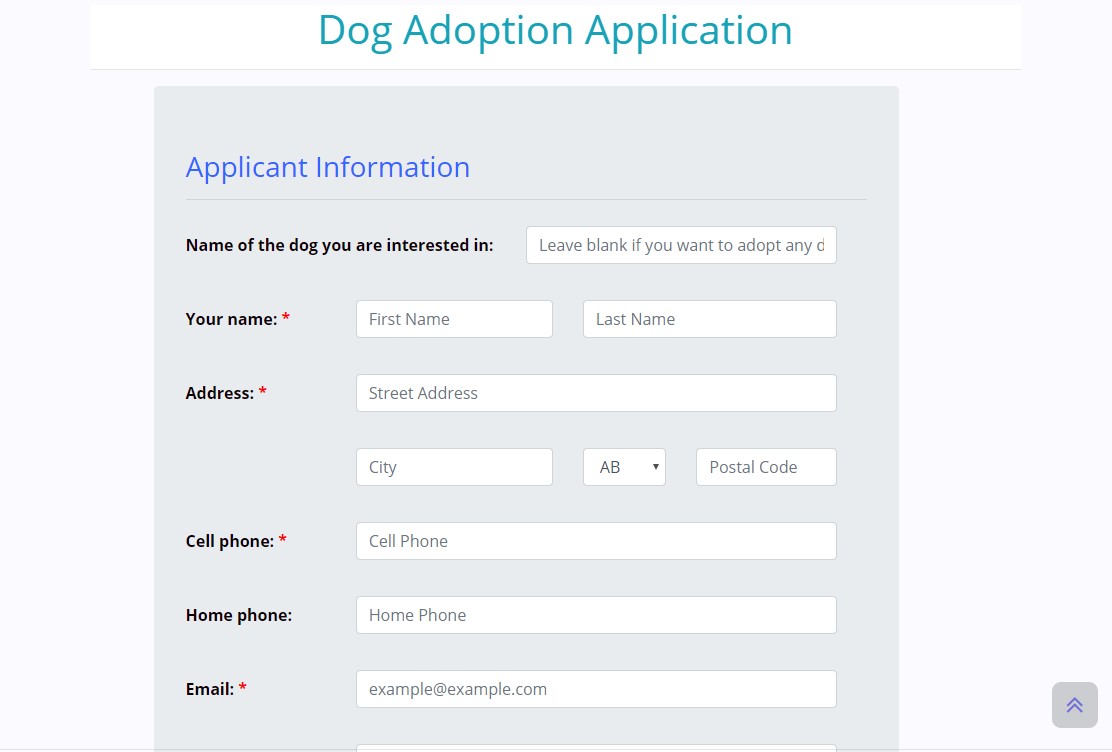 Dog Adoption Application
Applicant Information
Name of the dog you are interested in: Leave blank if you want to adopt any d
Your name: * First Name Last Name
Address: * Street Address
City AB Postal Code
Cell phone: * Cell Phone
Home phone: Home Phone
Email: * example@example.com